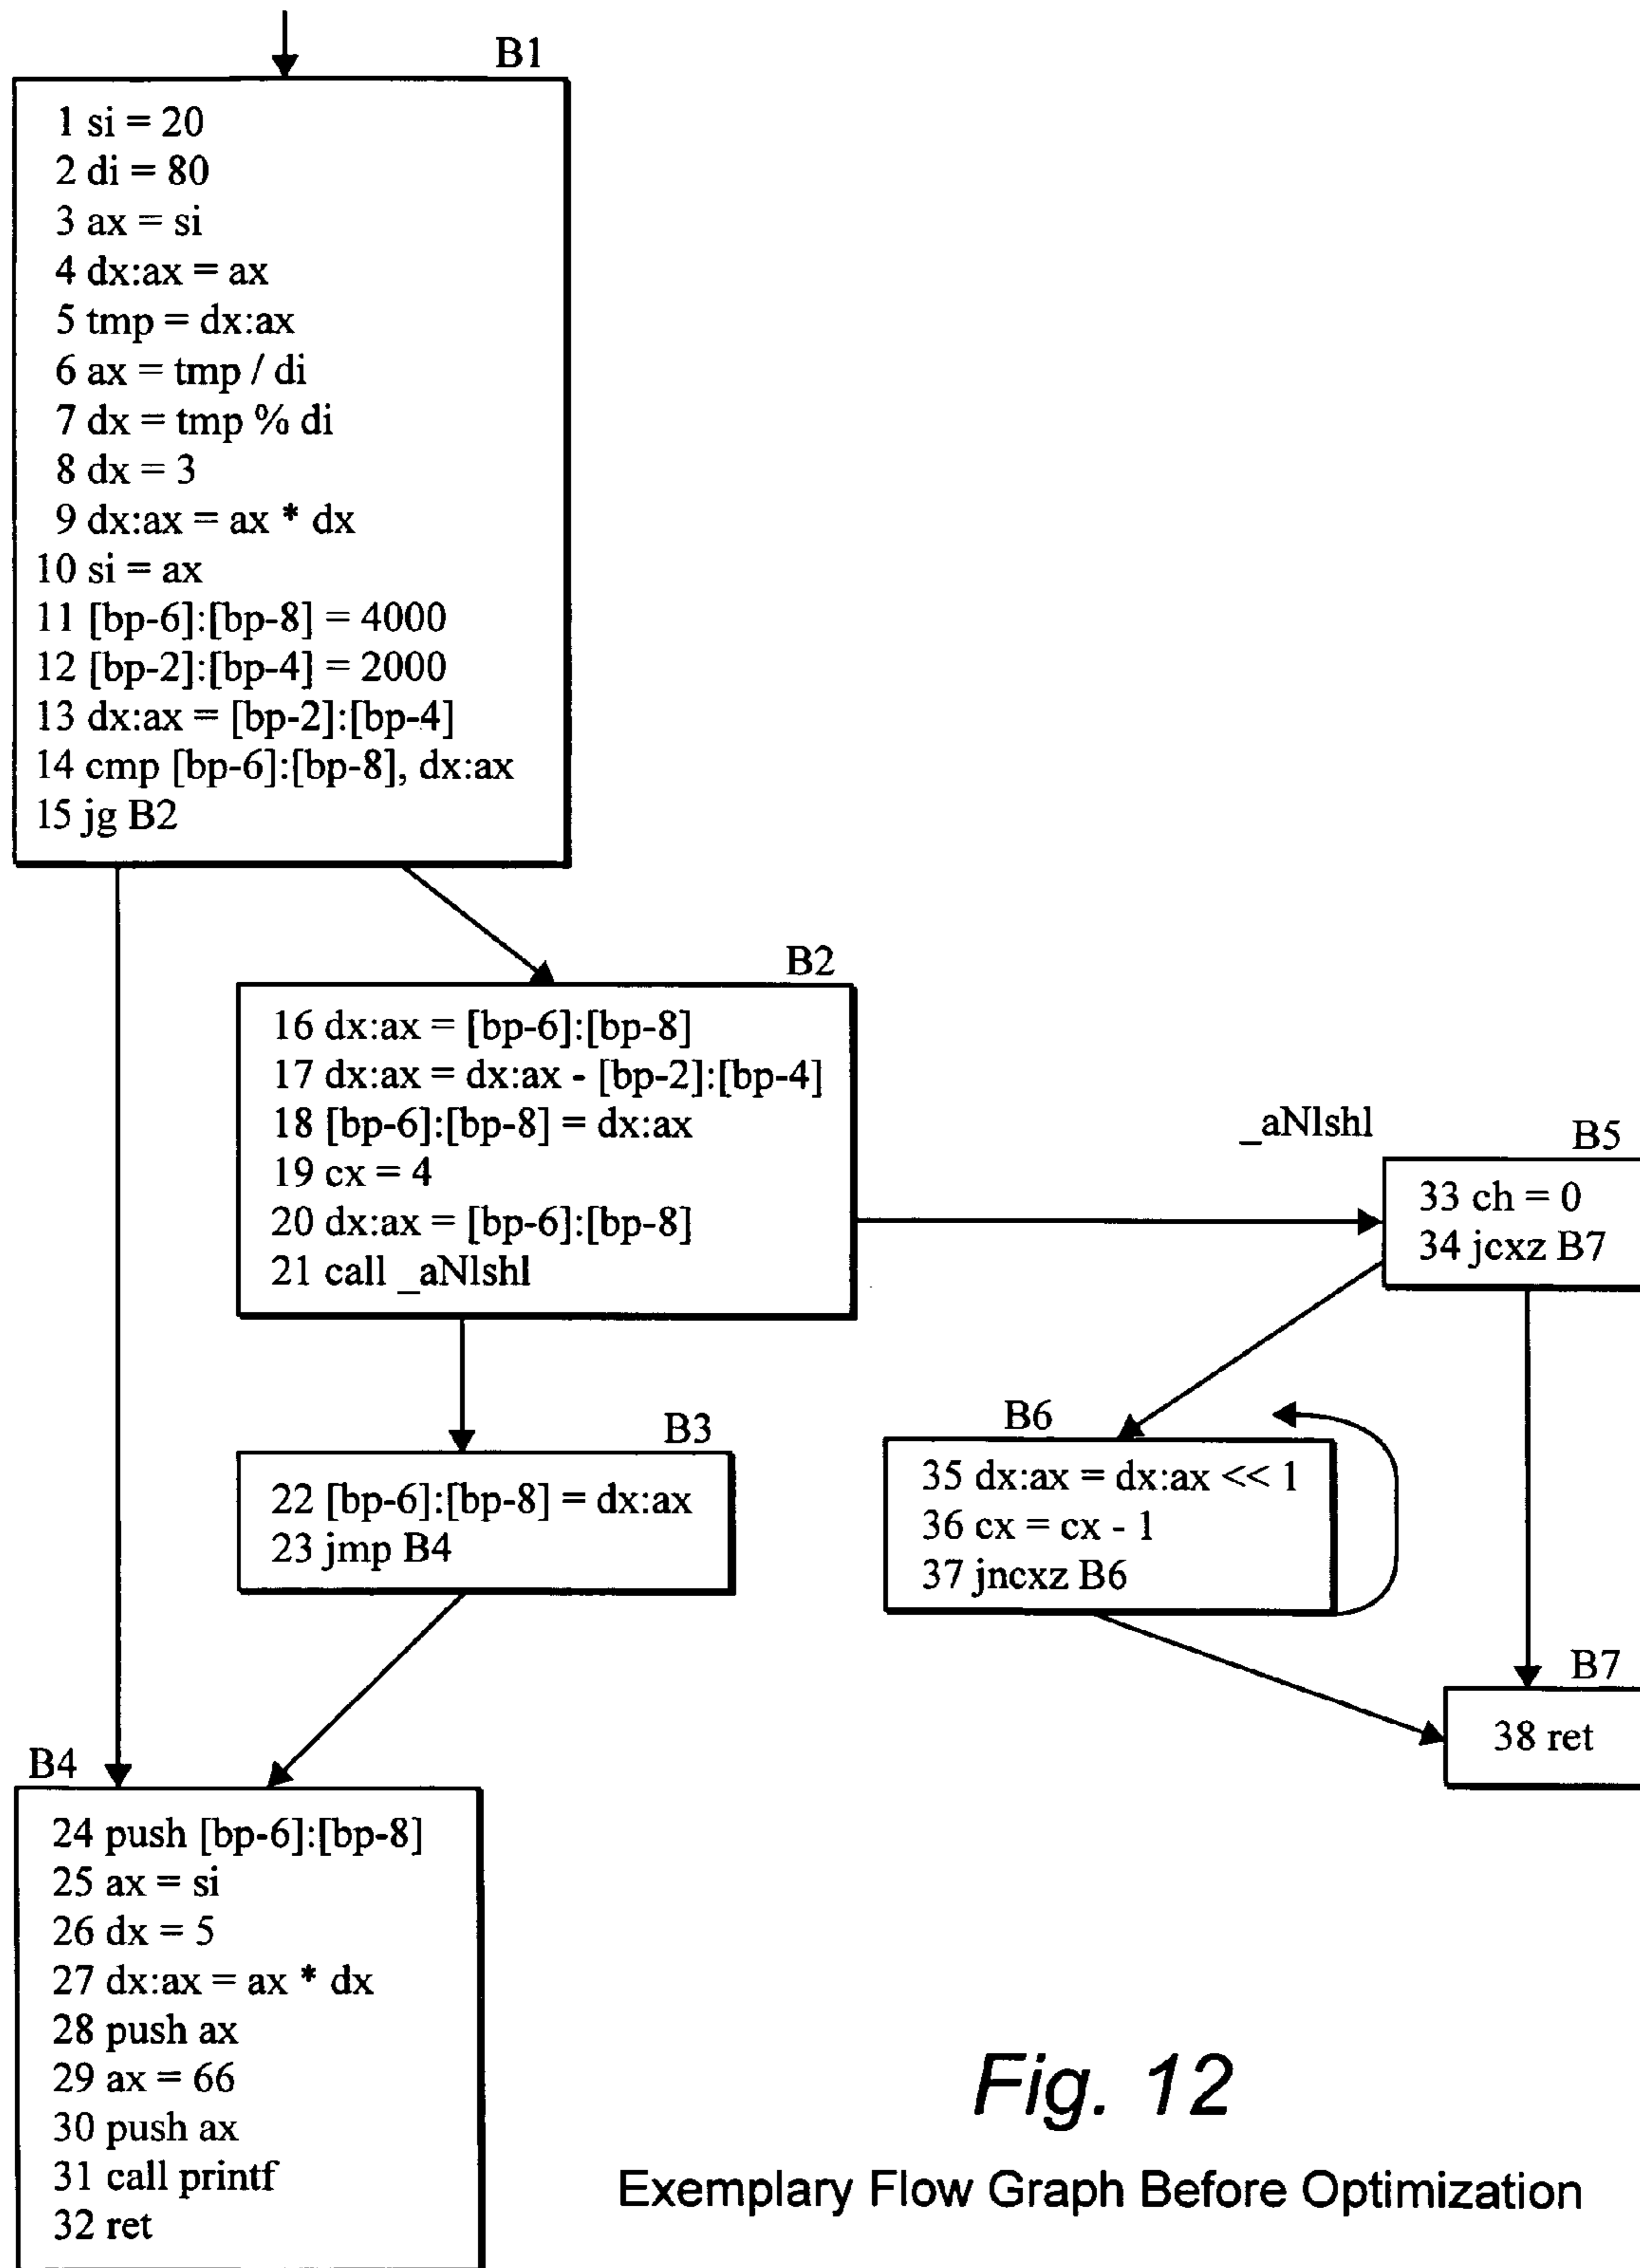 B1
1 si = 20
2 di = 80
3 ax = si
4 dx:ax = ax
5 tmp = dx:ax
6 ax = tmp / di
7 dx = tmp % di
8 dx = 3
9 dx:ax = ax * dx
10 si = ax
11 [bp-6]:[bp-8] = 4000
12 [bp-2]:[bp-4] = 2000
13 dx:ax = [bp-2]:[bp-4]
14 cmp [bp-6]:[bp-8], dx:ax
15 jg B2
B2
16 dx:ax = [bp-6]:[bp-8]
17 dx:ax = dx:ax - [bp-2]:[bp-4]
18 [bp-6]:[bp-8] = dx:ax
19 cx = 4
20 dx:ax = [bp-6]:[bp-8]
21 call _aNlshl
_aNlshl
B5
33 ch = 0
34 jcxz B7
B3
22 [bp-6]:[bp-8] = dx:ax
23 jmp B4
B6
35 dx:ax = dx:ax << 1
36 cx = cx - 1
37 jncxz B6
B7
38 ret
B4
24 push [bp-6]:[bp-8]
25 ax = si
26 dx = 5
27 dx:ax = ax * dx
28 push ax
29 ax = 66
30 push ax
31 call printf
32 ret
Fig. 12
Exemplary Flow Graph Before Optimization